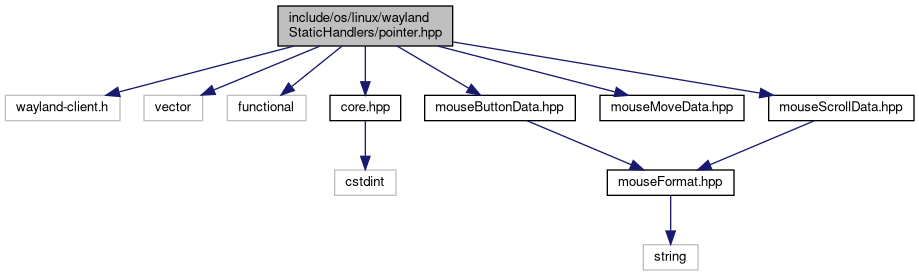 include/os/linux/wayland
StaticHandlers/pointer.hpp
wayland-client.h
vector
functional
core.hpp
mouseButtonData.hpp
mouseMoveData.hpp
mouseScrollData.hpp
cstdint
mouseFormat.hpp
string